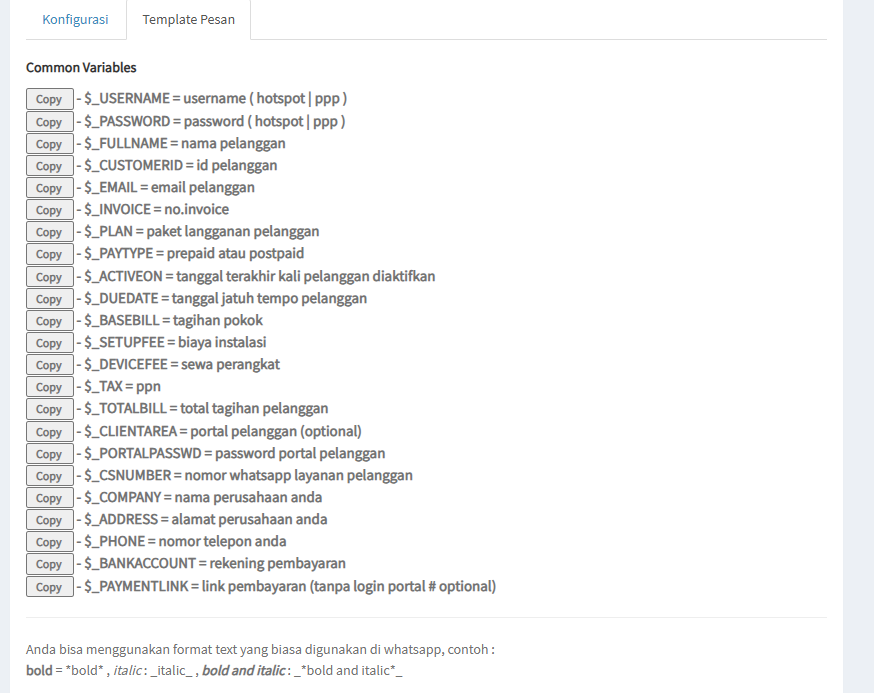 Konfigurasi
Template Pesan
Common Variables
Copy - $_USERNAME = username ( hotspot | ppp )
Copy - $_PASSWORD = password ( hotspot | ppp )
Copy - $_FULLNAME = nama pelanggan
Copy - $_CUSTOMERID = id pelanggan
Copy - $_EMAIL = email pelanggan
Copy - $_INVOICE = no.invoice
Copy - $_PLAN = paket langganan pelanggan
Copy - $_PAYTYPE = prepaid atau postpaid
Copy - $_ACTIVEON = tanggal terakhir kali pelanggan diaktifkan
Copy - $_DUEDATE = tanggal jatuh tempo pelanggan
Copy - $_BASEBILL = tagihan pokok
Copy - $_SETUPFEE = biaya instalasi
Copy - $_DEVICEFEE = sewa perangkat
Copy - $_TAX = ppn
Copy - $_TOTALBILL = total tagihan pelanggan
Copy - $_CLIENTAREA = portal pelanggan (optional)
Copy - $_PORTALPASSWD = password portal pelanggan
Copy - $_CSNUMBER = nomor whatsapp layanan pelanggan
Copy - $_COMPANY = nama perusahaan anda
Copy - $_ADDRESS = alamat perusahaan anda
Copy - $_PHONE = nomor telepon anda
Copy - $_BANKACCOUNT = rekening pembayaran
Copy - $_PAYMENTLINK = link pembayaran (tanpa login portal # optional)
Anda bisa menggunakan format text yang biasa digunakan di whatsapp, contoh :
bold = *bold* , italic : _italic_ , bold and italic : _*bold and italic*_